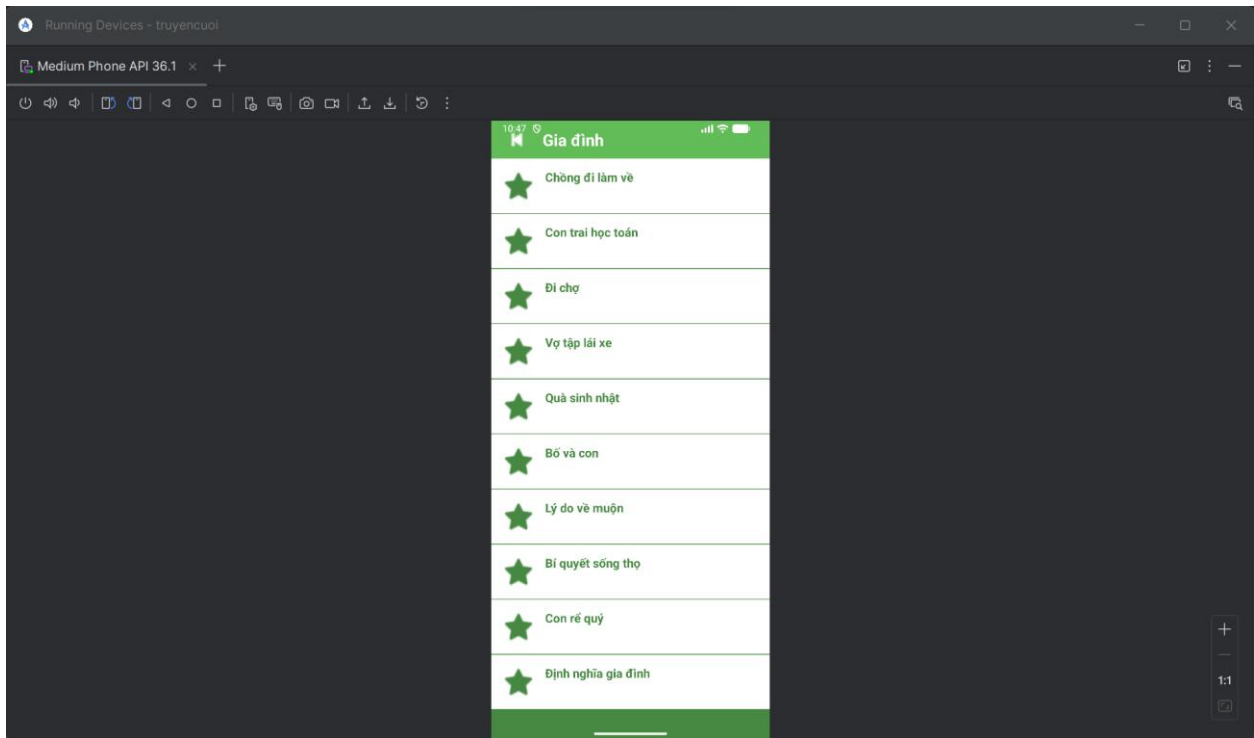 Running Devices - truyencuoi
Medium Phone API 36.1
10:47
Gia đình
Chồng đi làm về
Con trai học toán
Đi chợ
Vợ tập lái xe
Quà sinh nhật
Bố và con
Lý do về muộn
Bí quyết sống thọ
Con rể quý
Định nghĩa gia đình
1:1